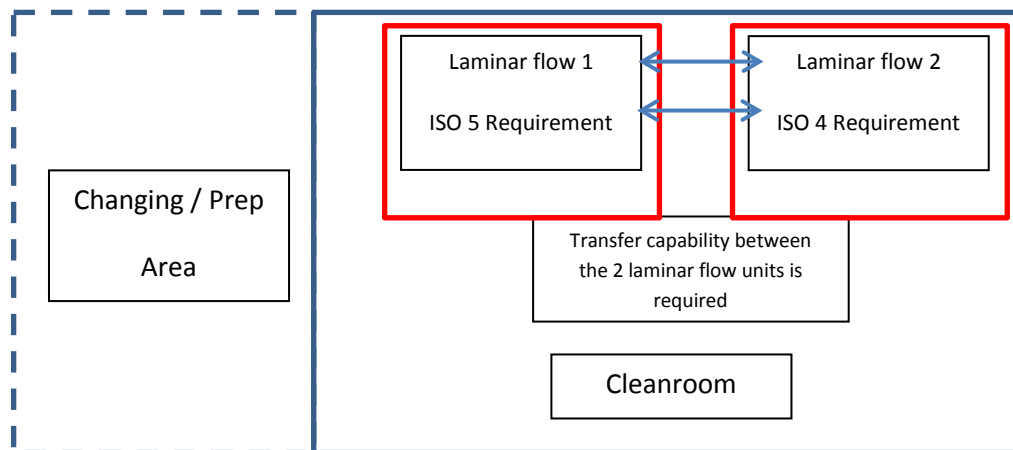 Laminar flow 1
ISO 5 Requirement
Laminar flow 2
ISO 4 Requirement
Changing / Prep
Area
Transfer capability between
the 2 laminar flow units is
required
Cleanroom